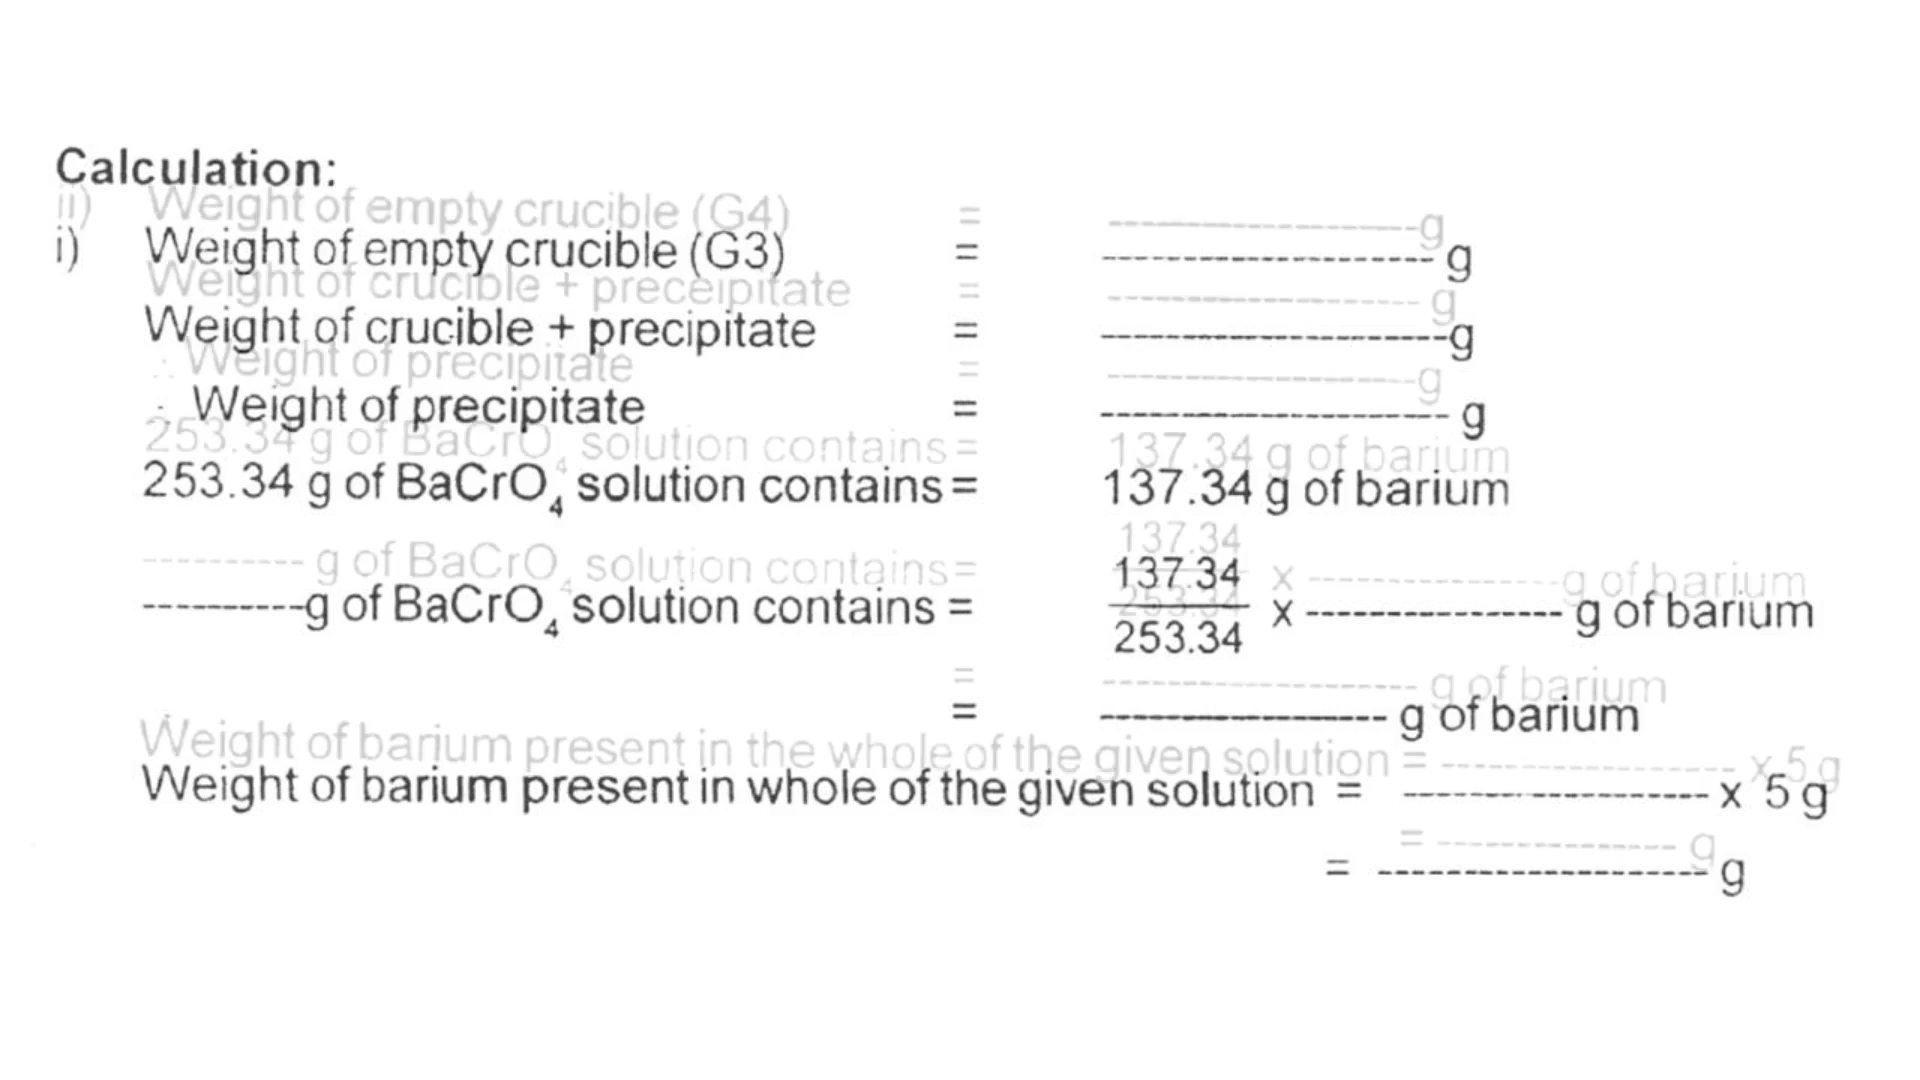 Calculation:
ii) Weight of empty crucible (G4) = --------------------g
i) Weight of empty crucible (G3) = -------------------- g
Weight of crucible + preceipitate = -------------------- g
Weight of crucible + precipitate = --------------------g
∴ Weight of precipitate = --------------------g
∴ Weight of precipitate = -------------------- g
253.34 g of BaCrO₄ solution contains = 137.34 g of barium
253.34 g of BaCrO₄ solution contains = 137.34 g of barium
---------- g of BaCrO₄ solution contains = 137.34 / 253.34 x ----------------g of barium
----------g of BaCrO₄ solution contains = 137.34 / 253.34 x ---------------- g of barium
= -------------------- g of barium
= ------------------ g of barium
Weight of barium present in the whole of the given solution = ------------------- x 5 g
Weight of barium present in whole of the given solution = ------------------- x 5 g
= --------------- g
= -------------------- g